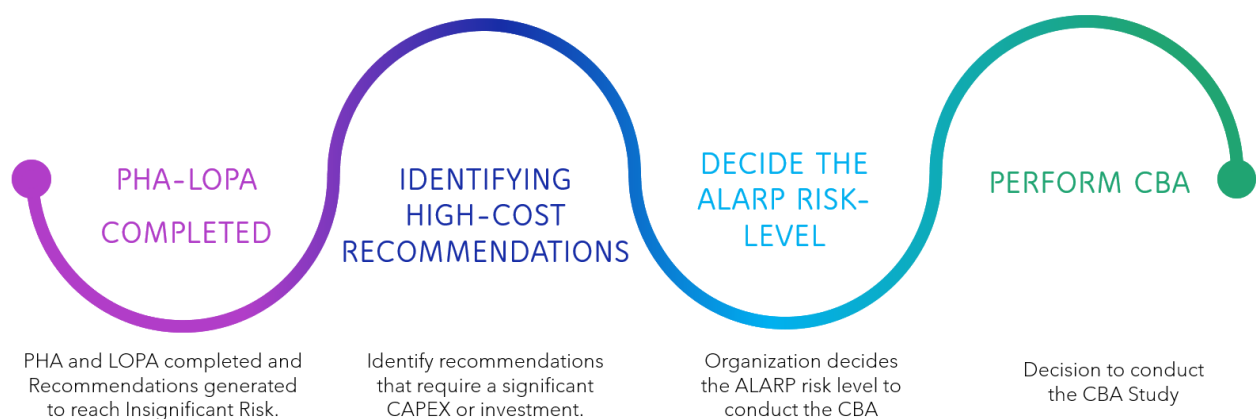 PHA-LOPA
COMPLETED
IDENTIFYING
HIGH-COST
RECOMMENDATIONS
DECIDE THE
ALARP RISK-
LEVEL
PERFORM CBA
PHA and LOPA completed and
Recommendations generated
to reach Insignificant Risk.
Identify recommendations
that require a significant
CAPEX or investment.
Organization decides
the ALARP risk level to
conduct the CBA
Decision to conduct
the CBA Study